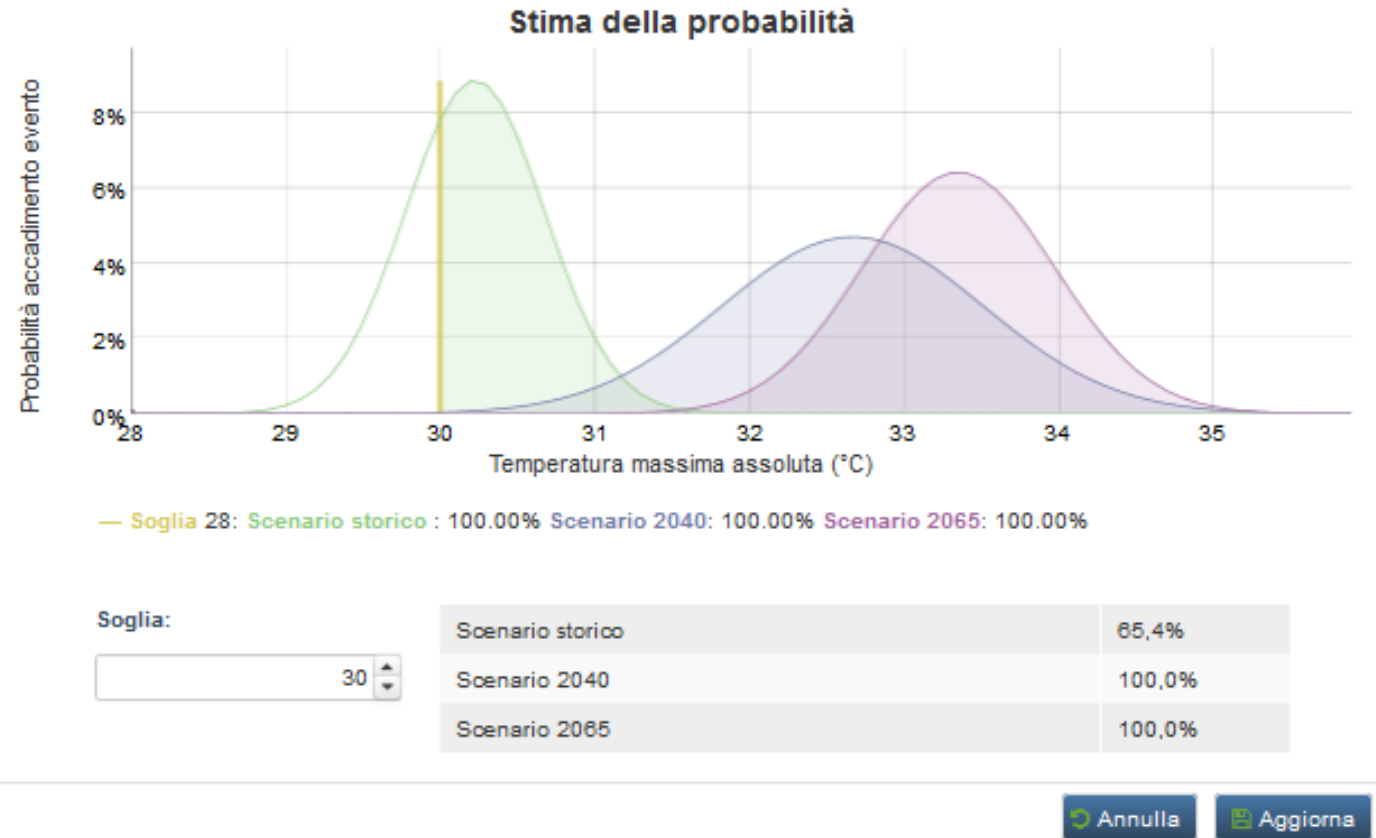 Stima della probabilità
Probabilità accadimento evento
8%
6%
4%
2%
0%
28 29 30 31 32 33 34 35
Temperatura massima assoluta (°C)
— Soglia 28: Scenario storico : 100.00% Scenario 2040: 100.00% Scenario 2065: 100.00%
Soglia:
30
Scenario storico 65,4%
Scenario 2040 100,0%
Scenario 2065 100,0%
Annulla Aggiorna